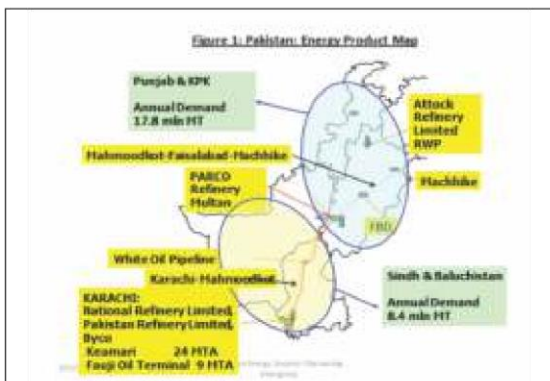 Figure 1: Pakistan: Energy Product Map
Punjab & KPK
Annual Demand
17.8 mln MT
Attock
Refinery
Limited
RWP
Mahmoodkot-Faisalabad-Machhike
PARCO
Refinery
Multan
Machhike
FBD
White Oil Pipeline
Karachi-Mahmoodkot
Sindh & Baluchistan
Annual Demand
8.4 mln MT
KARACHI:
National Refinery Limited,
Pakistan Refinery Limited,
Byco
Keamari 24 MTA
Fauji Oil Terminal 9 MTA